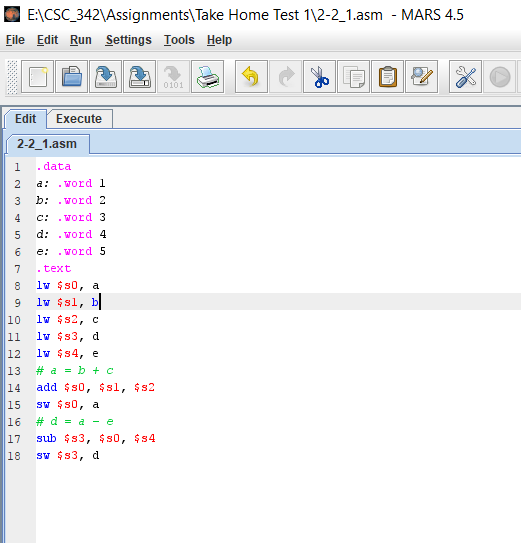 E:\CSC_342\Assignments\Take Home Test 1\2-2_1.asm - MARS 4.5
File Edit Run Settings Tools Help
0101
Edit Execute
2-2_1.asm
1 .data
2 a: .word 1
3 b: .word 2
4 c: .word 3
5 d: .word 4
6 e: .word 5
7 .text
8 lw $s0, a
9 lw $s1, b
10 lw $s2, c
11 lw $s3, d
12 lw $s4, e
13 # a = b + c
14 add $s0, $s1, $s2
15 sw $s0, a
16 # d = a - e
17 sub $s3, $s0, $s4
18 sw $s3, d